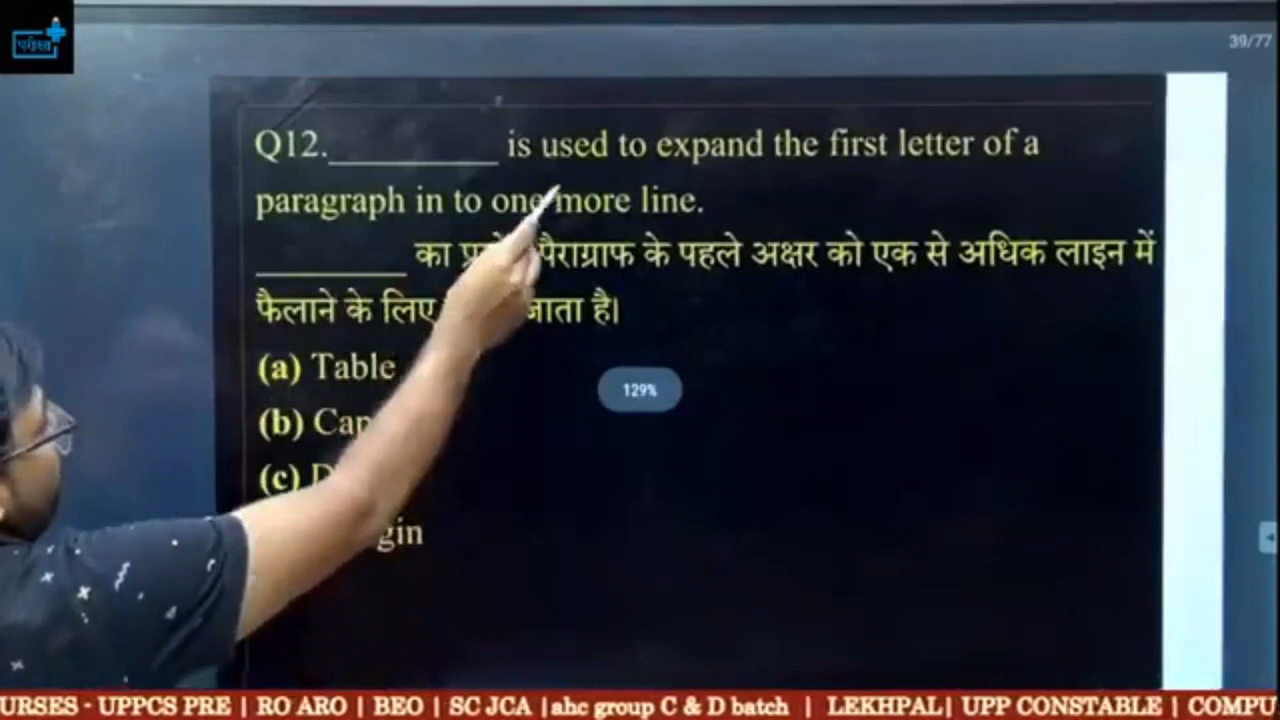 परीक्षा
39/77
Q12.__________ is used to expand the first letter of a
paragraph in to one more line.
_________ का पैराग्राफ के पहले अक्षर को एक से अधिक लाइन में
फैलाने के लिए जाता है।
129%
(a) Table
(b)
(c)
URSES - UPPCS PRE | RO ARO | BEO | SC JCA |ahc group C & D batch | LEKHPAL| UPP CONSTABLE | COMPU